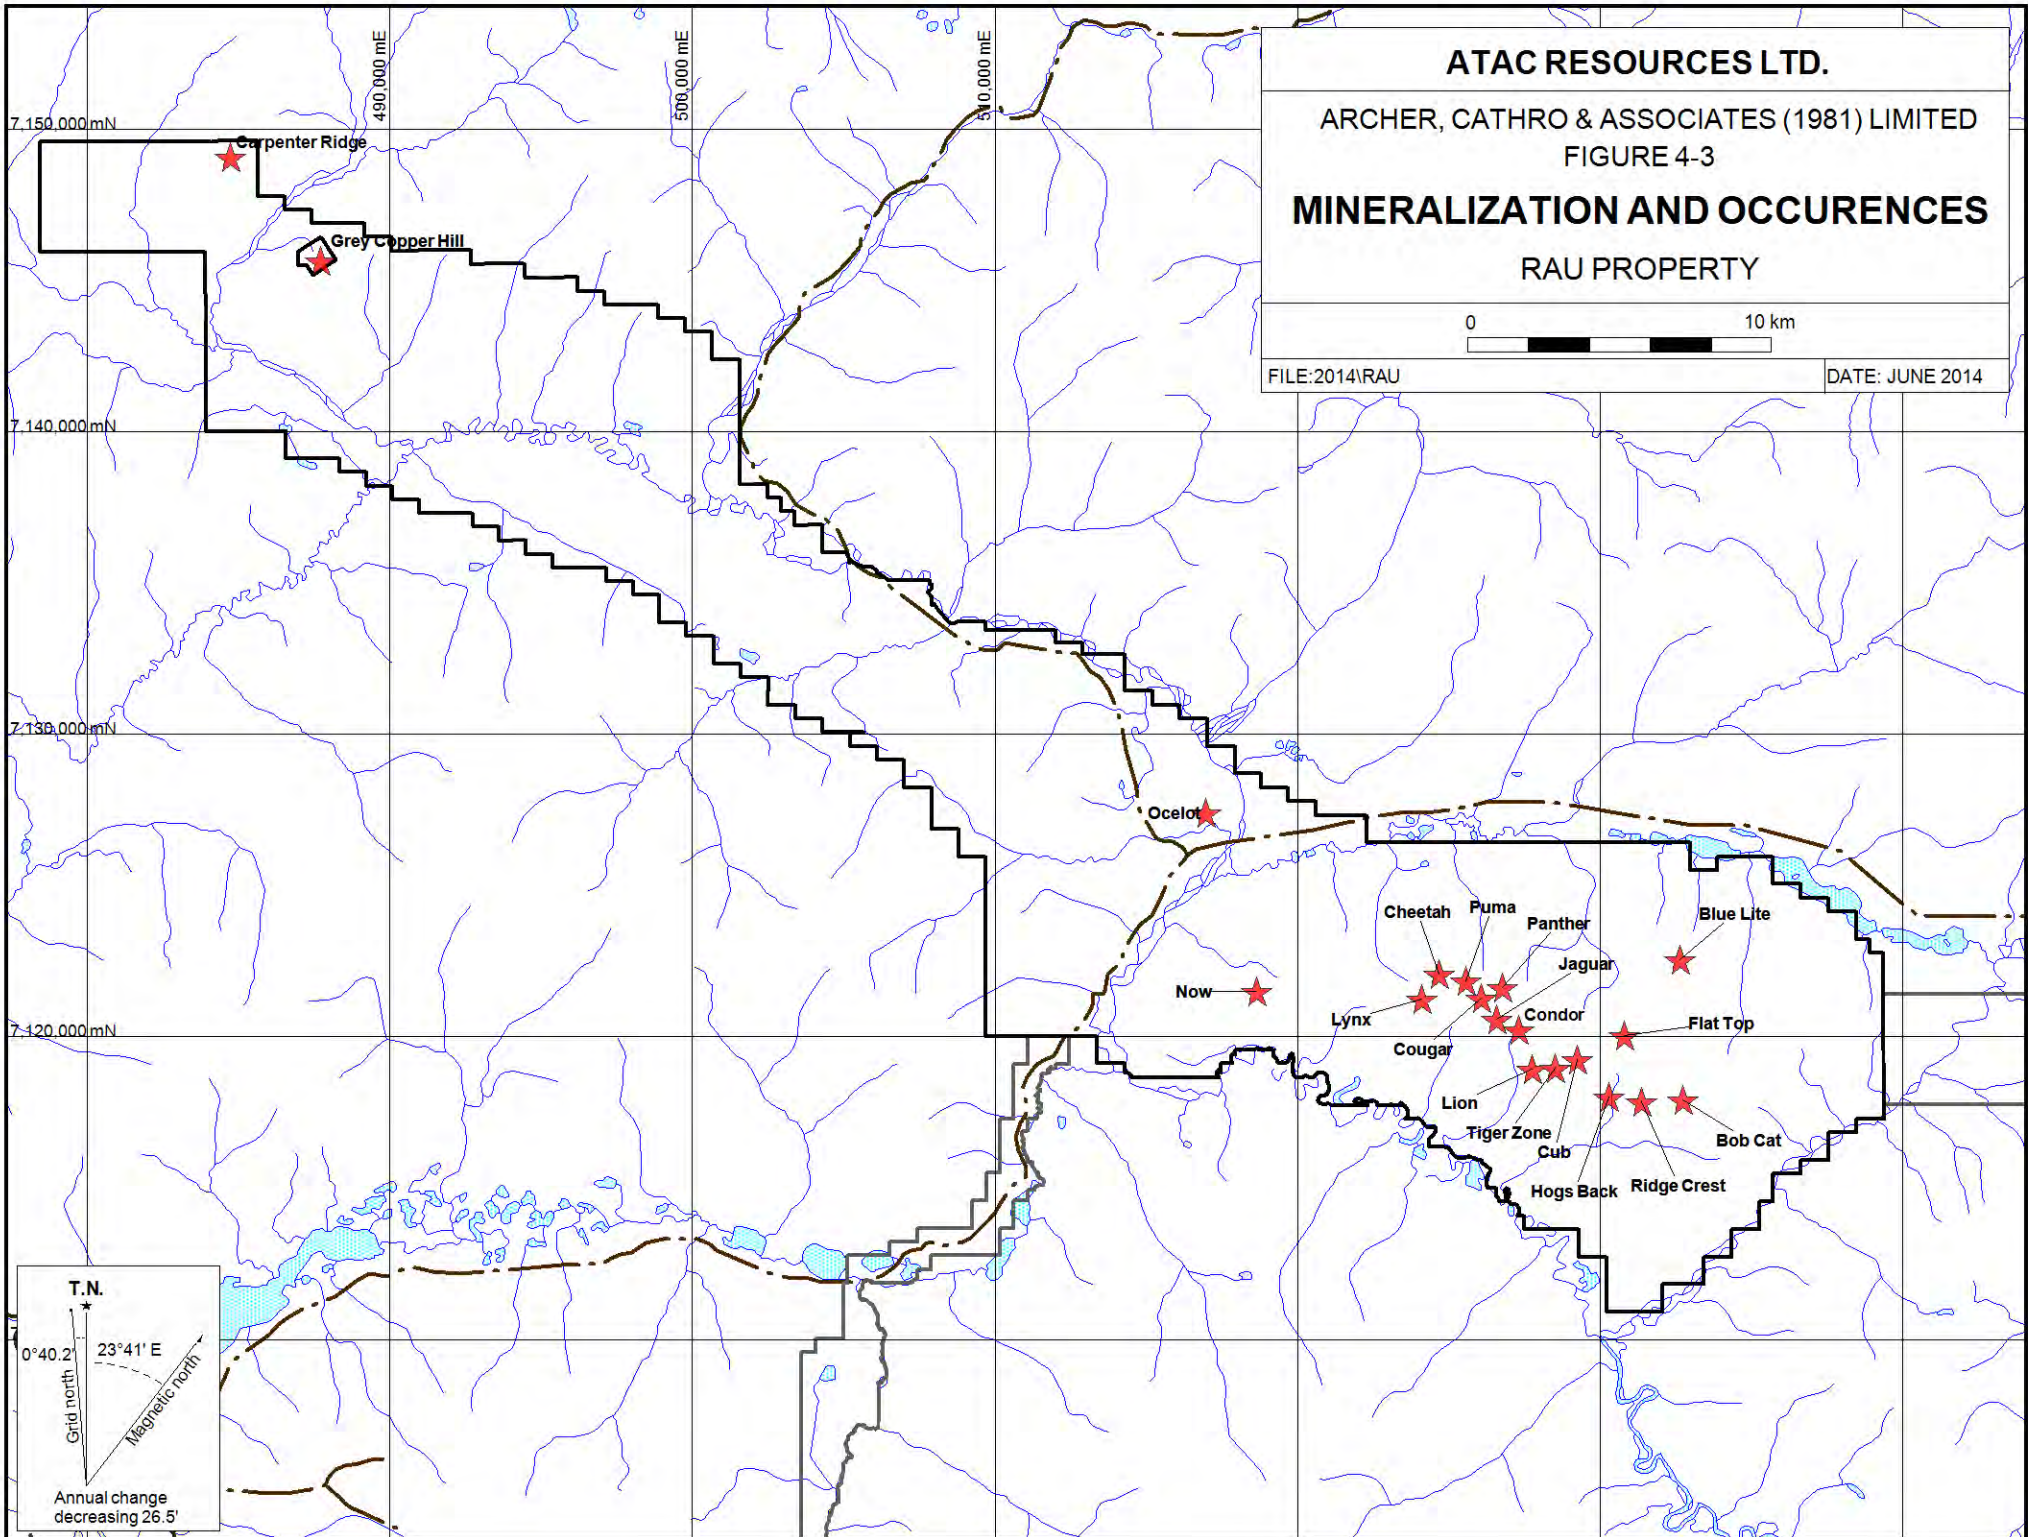 ATAC RESOURCES LTD.
ARCHER, CATHRO & ASSOCIATES (1981) LIMITED
FIGURE 4-3
MINERALIZATION AND OCCURENCES
RAU PROPERTY
0 10 km
FILE:2014\RAU
DATE: JUNE 2014
490,000 mE
500,000 mE
510,000 mE
7,150,000 mN
7,140,000 mN
7,130,000 mN
7,120,000 mN
Carpenter Ridge
Grey Copper Hill
Ocelot
Now
Cheetah
Puma
Panther
Jaguar
Blue Lite
Lynx
Condor
Flat Top
Cougar
Lion
Tiger Zone
Cub
Bob Cat
Hogs Back
Ridge Crest
T.N.
0°40.2'
23°41' E
Grid north
Magnetic north
Annual change
decreasing 26.5'